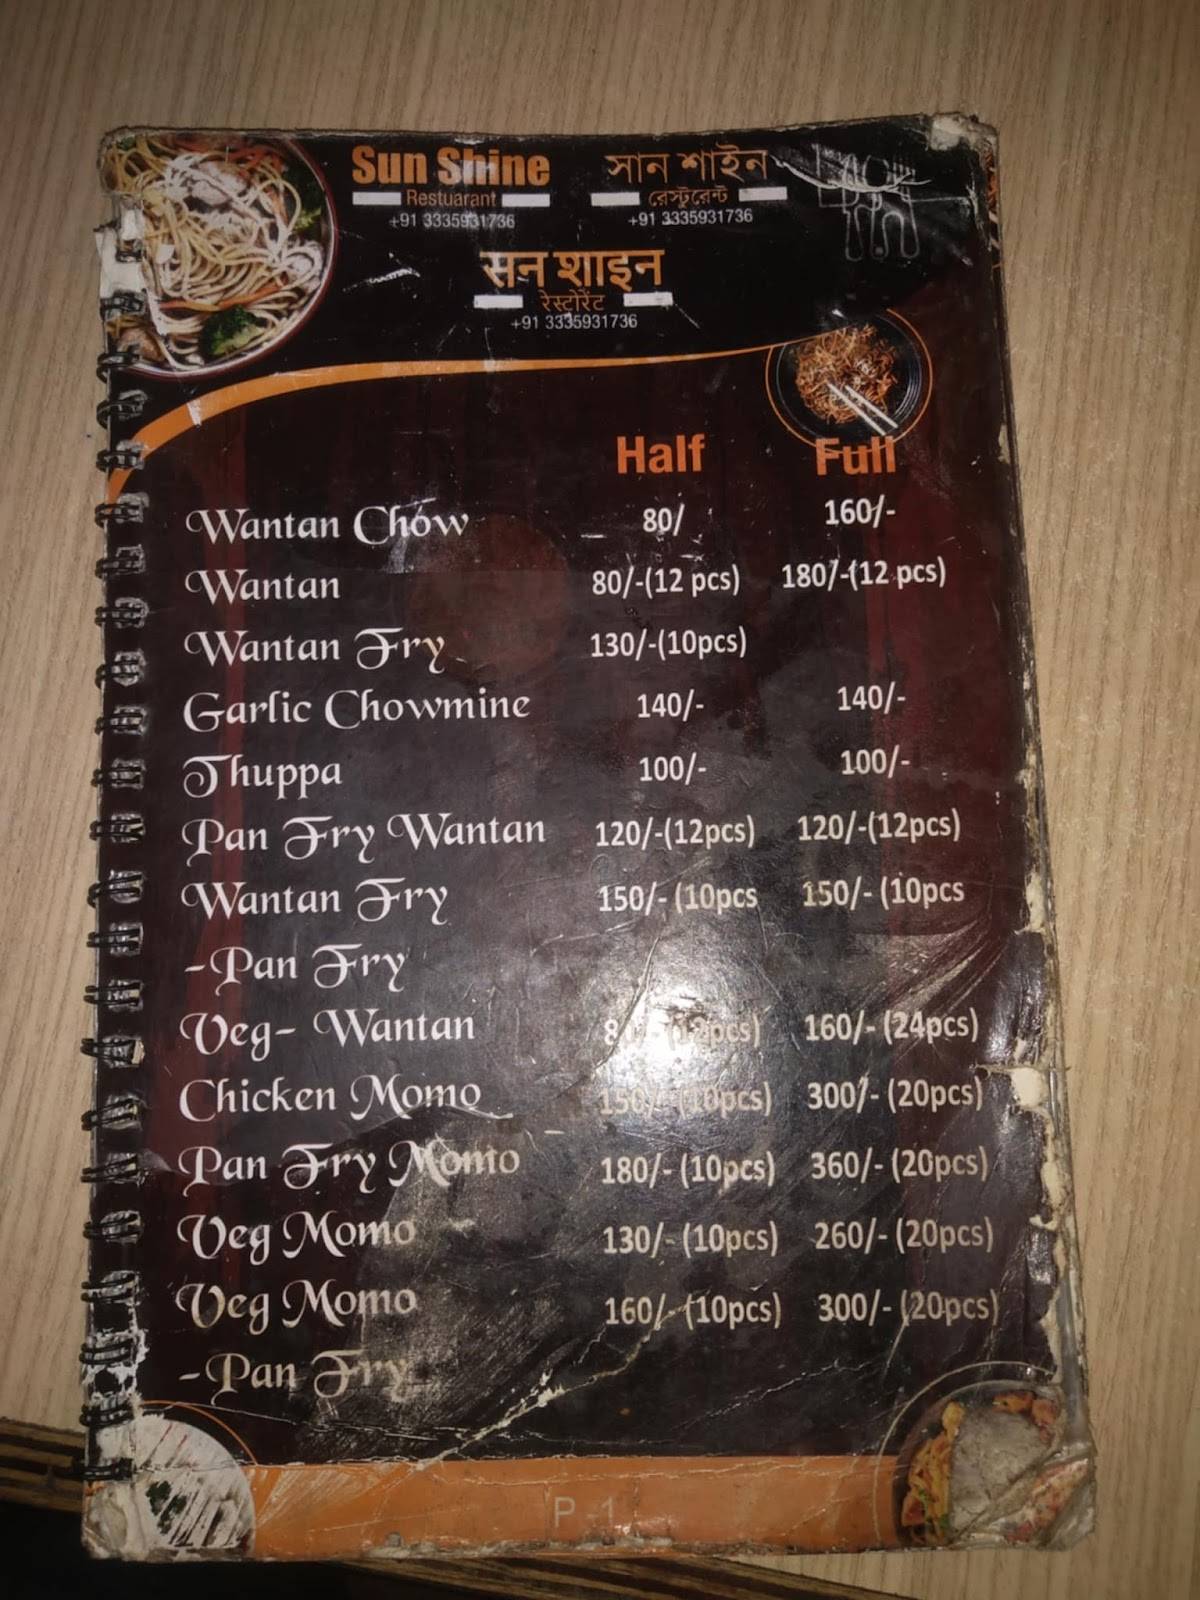 Sun Shine
Restuarant
+91 3335931736
সান শাইন
রেস্টুরেন্ট
+91 3335931736
सन शाइन
रेस्टोरेंट
+91 3335931736
Half Full
Wantan Chow 80/ 160/-
Wantan 80/-(12 pcs) 180/-(12 pcs)
Wantan Fry 130/-(10pcs)
Garlic Chowmine 140/- 140/-
Thuppa 100/- 100/-
Pan Fry Wantan 120/-(12pcs) 120/-(12pcs)
Wantan Fry 150/- (10pcs 150/- (10pcs
-Pan Fry
Veg- Wantan (12pcs) 160/- (24pcs)
Chicken Momo 150/- (10pcs) 300/- (20pcs)
Pan Fry Momo 180/- (10pcs) 360/- (20pcs)
Veg Momo 130/- (10pcs) 260/- (20pcs)
Veg Momo 160/- (10pcs) 300/- (20pcs)
-Pan Fry
P -1